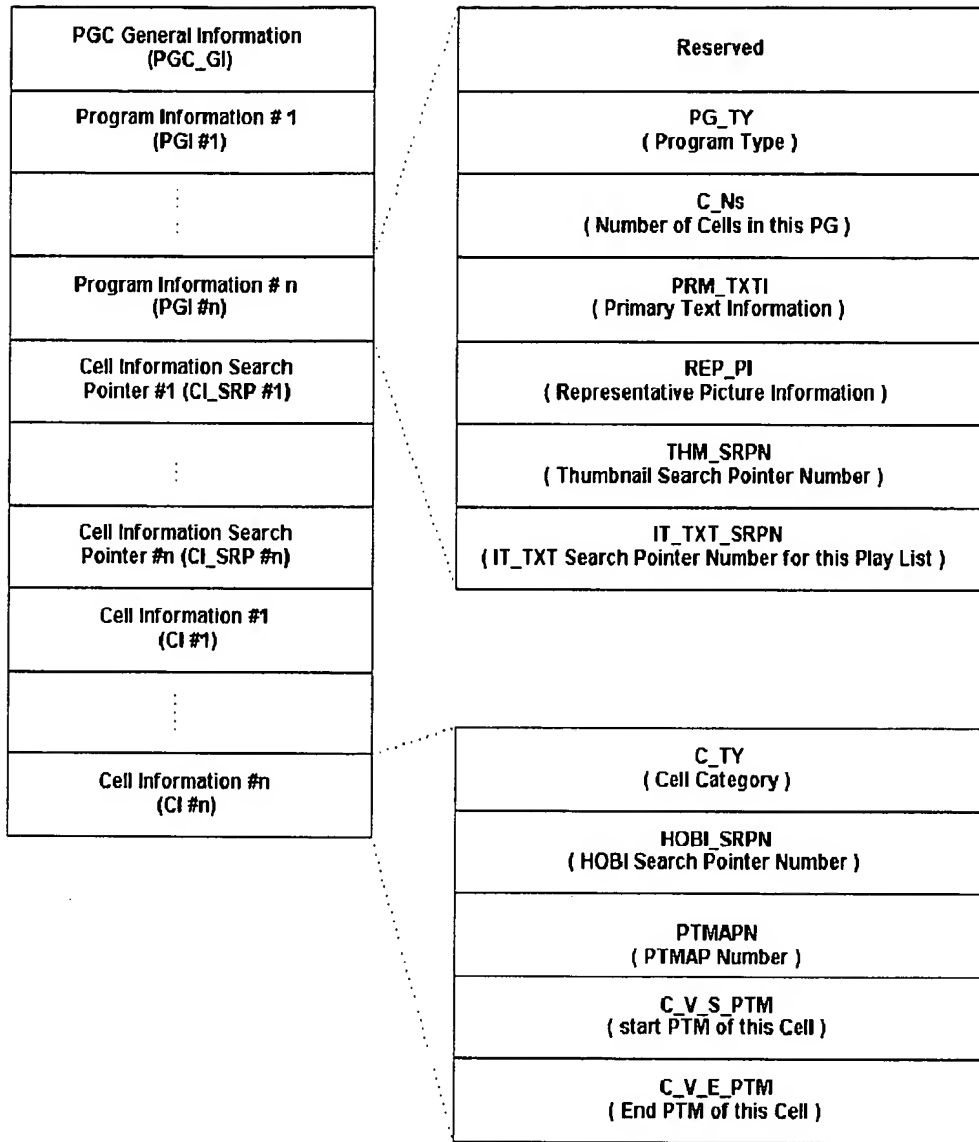 PGC General Information
(PGC_GI)
Program Information # 1
(PGI #1)
Program Information # n
(PGI #n)
Cell Information Search
Pointer #1 (CI_SRP #1)
Cell Information Search
Pointer #n (CI_SRP #n)
Cell Information #1
(CI #1)
Cell Information #n
(CI #n)
Reserved
PG_TY
( Program Type )
C_Ns
( Number of Cells in this PG )
PRM_TXTI
( Primary Text Information )
REP_PI
( Representative Picture Information )
THM_SRPN
( Thumbnail Search Pointer Number )
IT_TXT_SRPN
( IT_TXT Search Pointer Number for this Play List )
C_TY
( Cell Category )
HOBI_SRPN
( HOBI Search Pointer Number )
PTMAPN
( PTMAP Number )
C_V_S_PTM
( start PTM of this Cell )
C_V_E_PTM
( End PTM of this Cell )